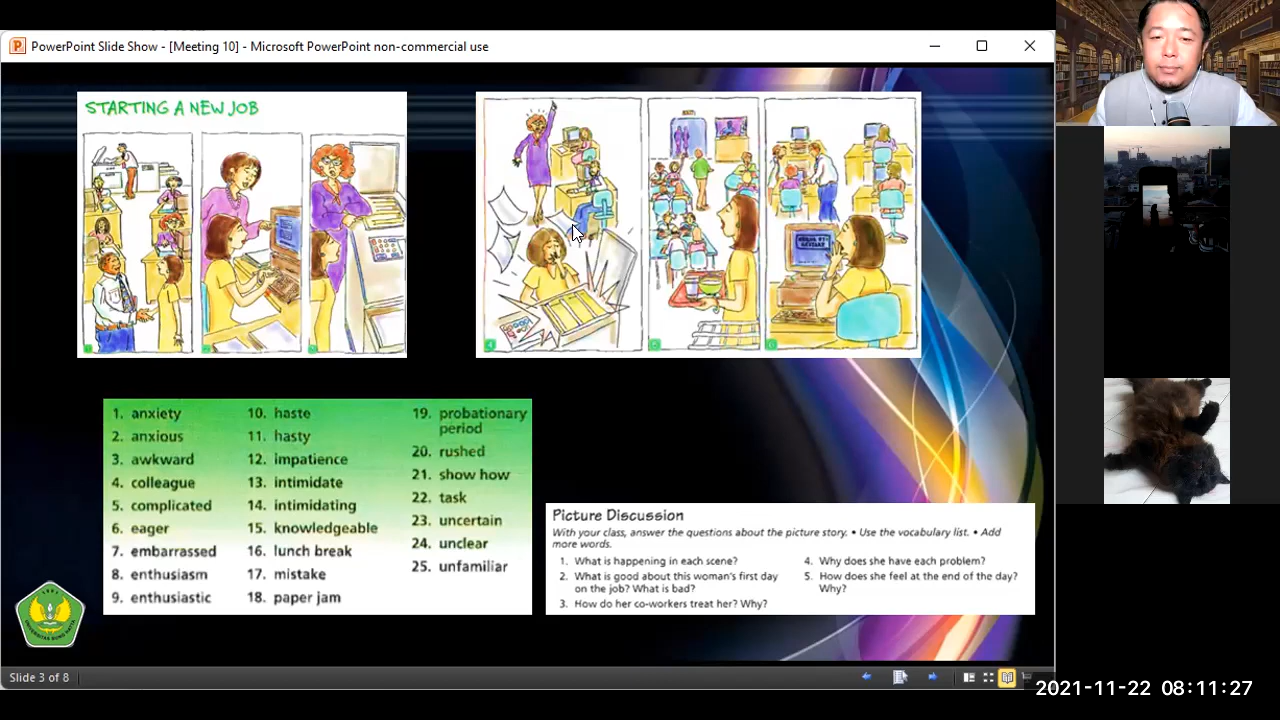 PowerPoint Slide Show - [Meeting 10] - Microsoft PowerPoint non-commercial use
STARTING A NEW JOB
1. anxiety
2. anxious
3. awkward
4. colleague
5. complicated
6. eager
7. embarrassed
8. enthusiasm
9. enthusiastic
10. haste
11. hasty
12. impatience
13. intimidate
14. intimidating
15. knowledgeable
16. lunch break
17. mistake
18. paper jam
19. probationary
period
20. rushed
21. show how
22. task
23. uncertain
24. unclear
25. unfamiliar
Picture Discussion
With your class, answer the questions about the picture story. • Use the vocabulary list. • Add
more words.
1. What is happening in each scene?
2. What is good about this woman's first day
on the job? What is bad?
3. How do her co-workers treat her? Why?
4. Why does she have each problem?
5. How does she feel at the end of the day?
Why?
Slide 3 of 8
2021-11-22 08:11:27